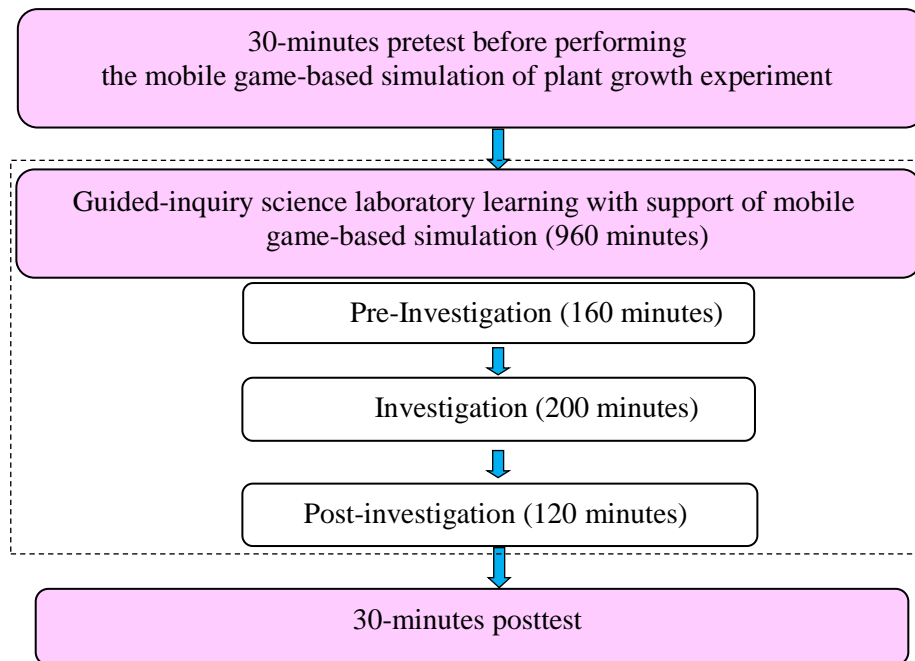 30-minutes pretest before performing
the mobile game-based simulation of plant growth experiment
Guided-inquiry science laboratory learning with support of mobile
game-based simulation (960 minutes)
Pre-Investigation (160 minutes)
Investigation (200 minutes)
Post-investigation (120 minutes)
30-minutes posttest